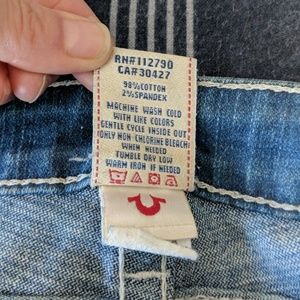 RN#112790
CA#30427
98% COTTON
2% SPANDEX
MACHINE WASH COLD
WITH LIKE COLORS
GENTLE CYCLE INSIDE OUT
ONLY NON-CHLORINE BLEACH
WHEN NEEDED
TUMBLE DRY LOW
WARM IRON IF NEEDED